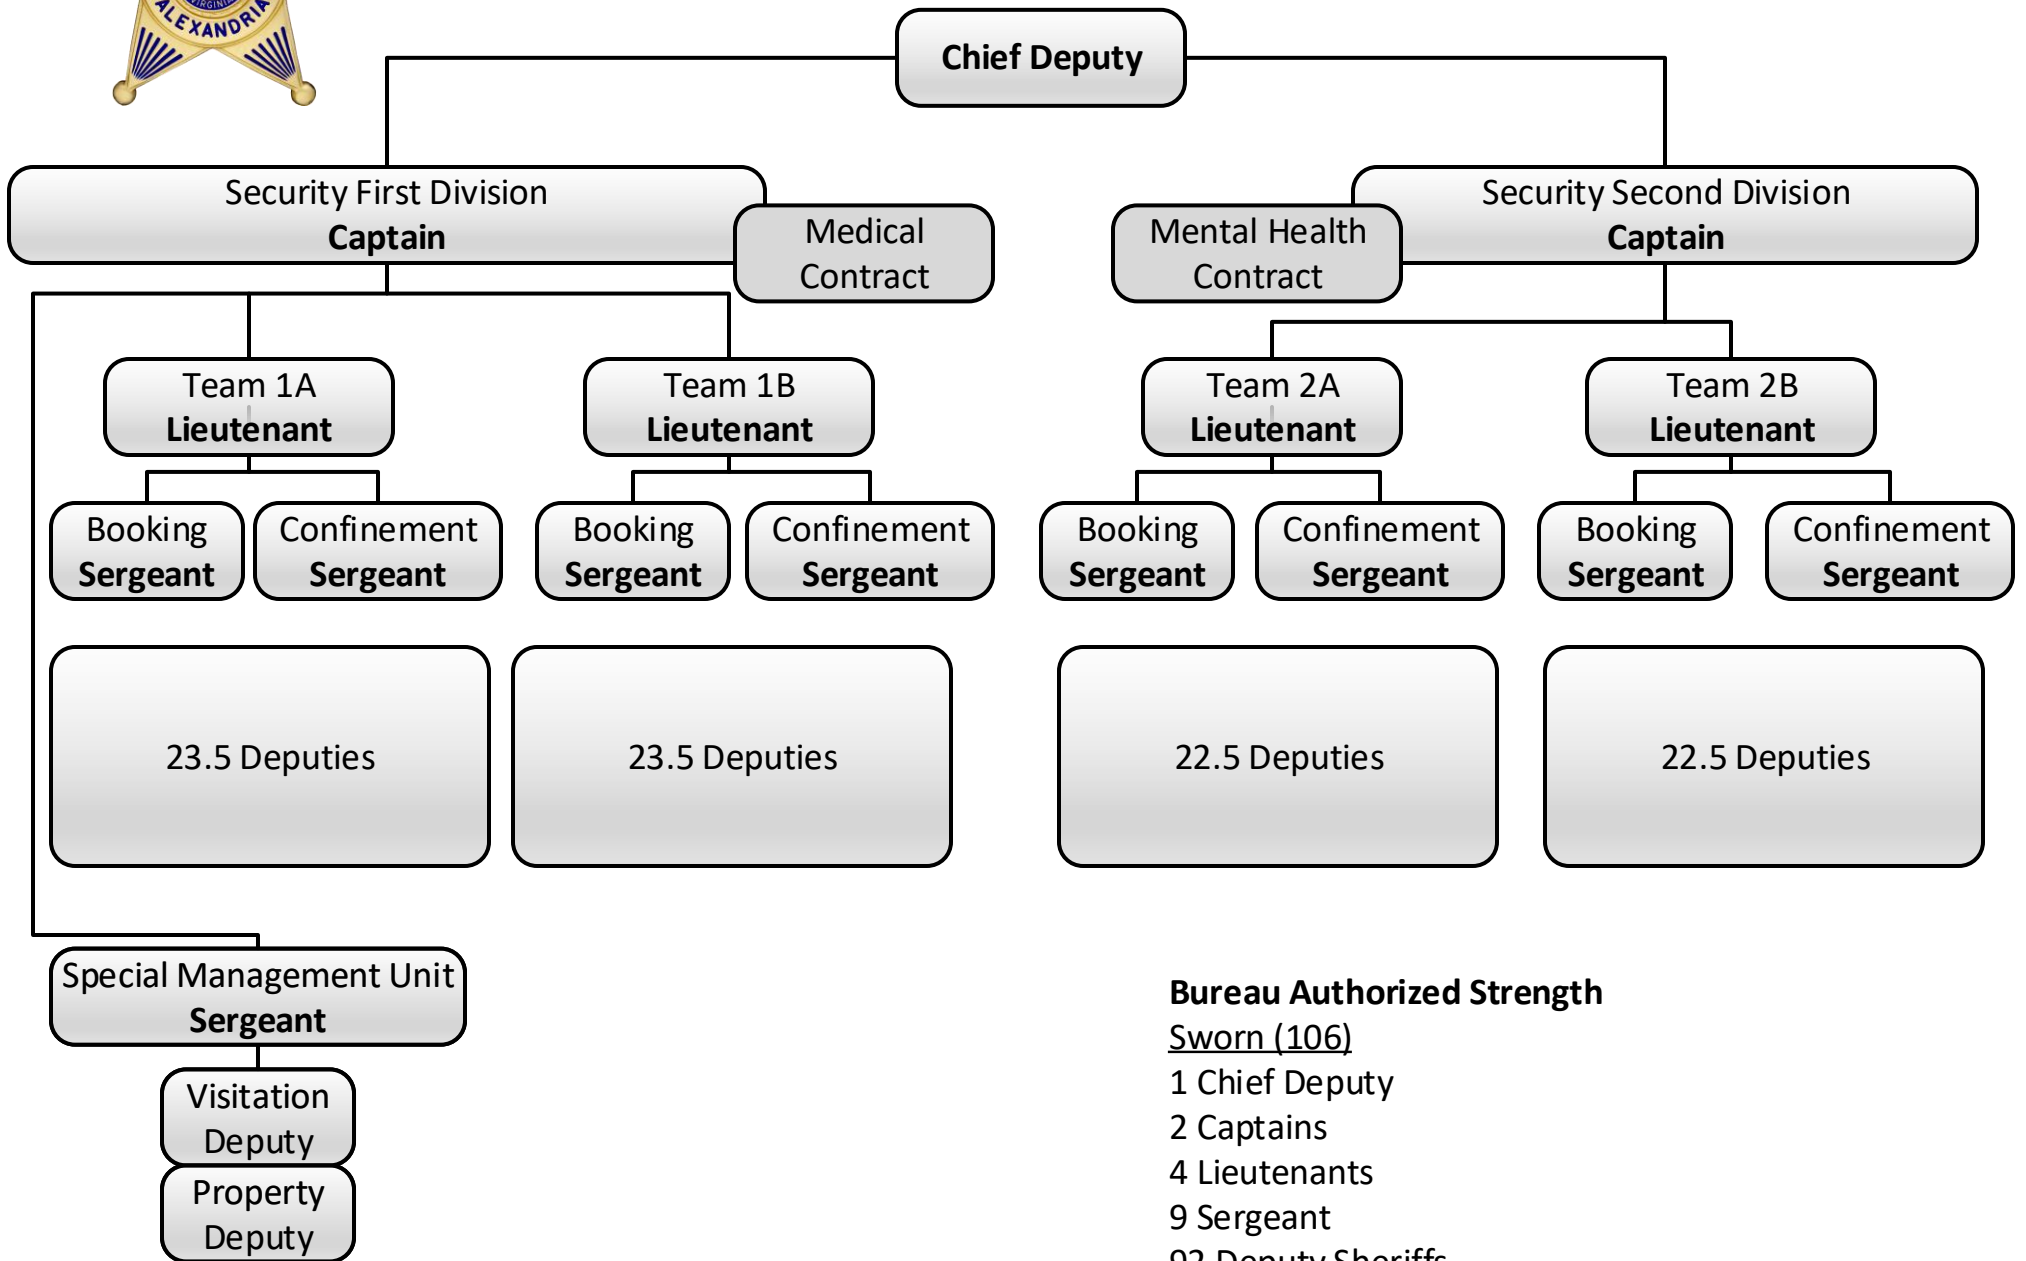 VIRGINIA
ALEXANDRIA
Chief Deputy
Security First Division
Captain
Medical
Contract
Mental Health
Contract
Security Second Division
Captain
Team 1A
Lieutenant
Team 1B
Lieutenant
Team 2A
Lieutenant
Team 2B
Lieutenant
Booking
Sergeant
Confinement
Sergeant
Booking
Sergeant
Confinement
Sergeant
Booking
Sergeant
Confinement
Sergeant
Booking
Sergeant
Confinement
Sergeant
23.5 Deputies
23.5 Deputies
22.5 Deputies
22.5 Deputies
Special Management Unit
Sergeant
Visitation
Deputy
Property
Deputy
Bureau Authorized Strength
Sworn (106)
1 Chief Deputy
2 Captains
4 Lieutenants
9 Sergeant
Deputy Sheriffs